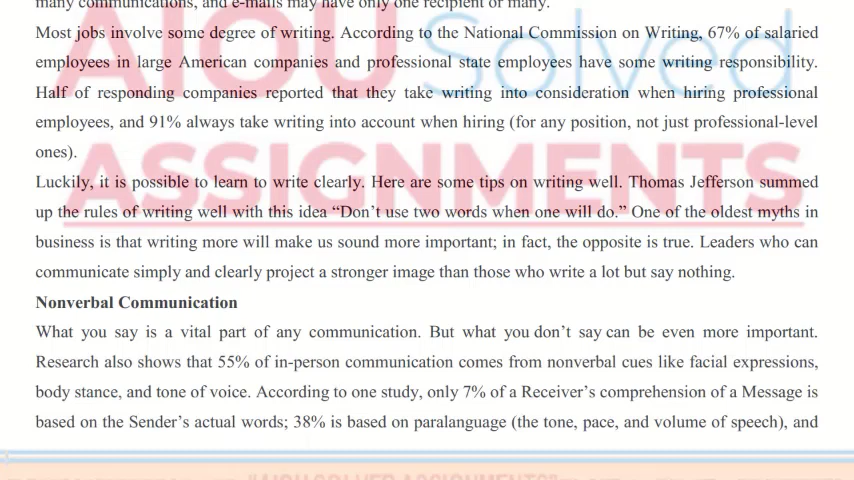 many communications, and e-mails may have only one recipient or many.
Most jobs involve some degree of writing. According to the National Commission on Writing, 67% of salaried
employees in large American companies and professional state employees have some writing responsibility.
Half of responding companies reported that they take writing into consideration when hiring professional
employees, and 91% always take writing into account when hiring (for any position, not just professional-level
ones).
Luckily, it is possible to learn to write clearly. Here are some tips on writing well. Thomas Jefferson summed
up the rules of writing well with this idea “Don’t use two words when one will do.” One of the oldest myths in
business is that writing more will make us sound more important; in fact, the opposite is true. Leaders who can
communicate simply and clearly project a stronger image than those who write a lot but say nothing.
Nonverbal Communication
What you say is a vital part of any communication. But what you don’t say can be even more important.
Research also shows that 55% of in-person communication comes from nonverbal cues like facial expressions,
body stance, and tone of voice. According to one study, only 7% of a Receiver’s comprehension of a Message is
based on the Sender’s actual words; 38% is based on paralanguage (the tone, pace, and volume of speech), and
AIOU Solved
ASSIGNMENTS
"AIOU SOLVED ASSIGNMENTS"